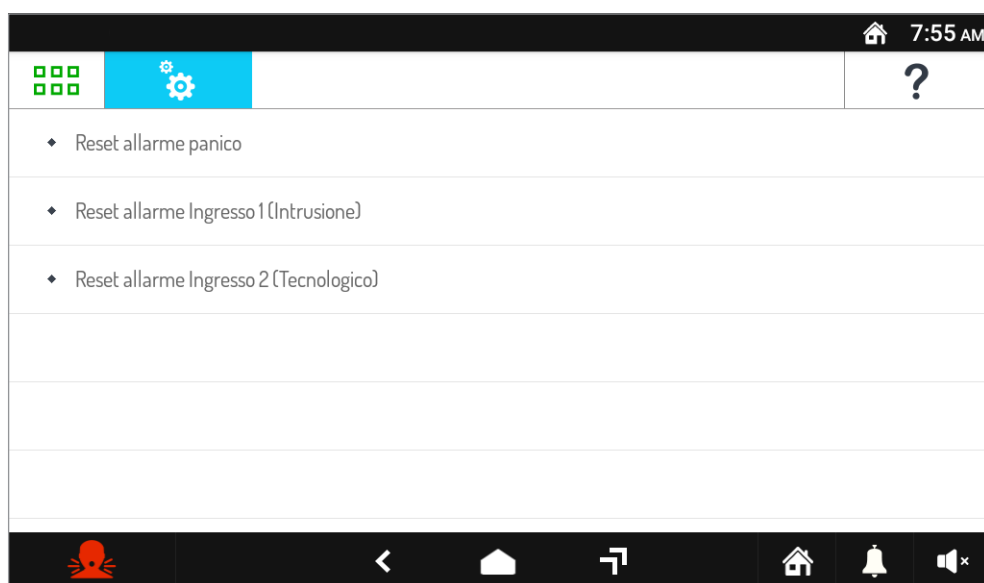 7:55 AM
?
Reset allarme panico
Reset allarme Ingresso 1 (Intrusione)
Reset allarme Ingresso 2 (Tecnologico)